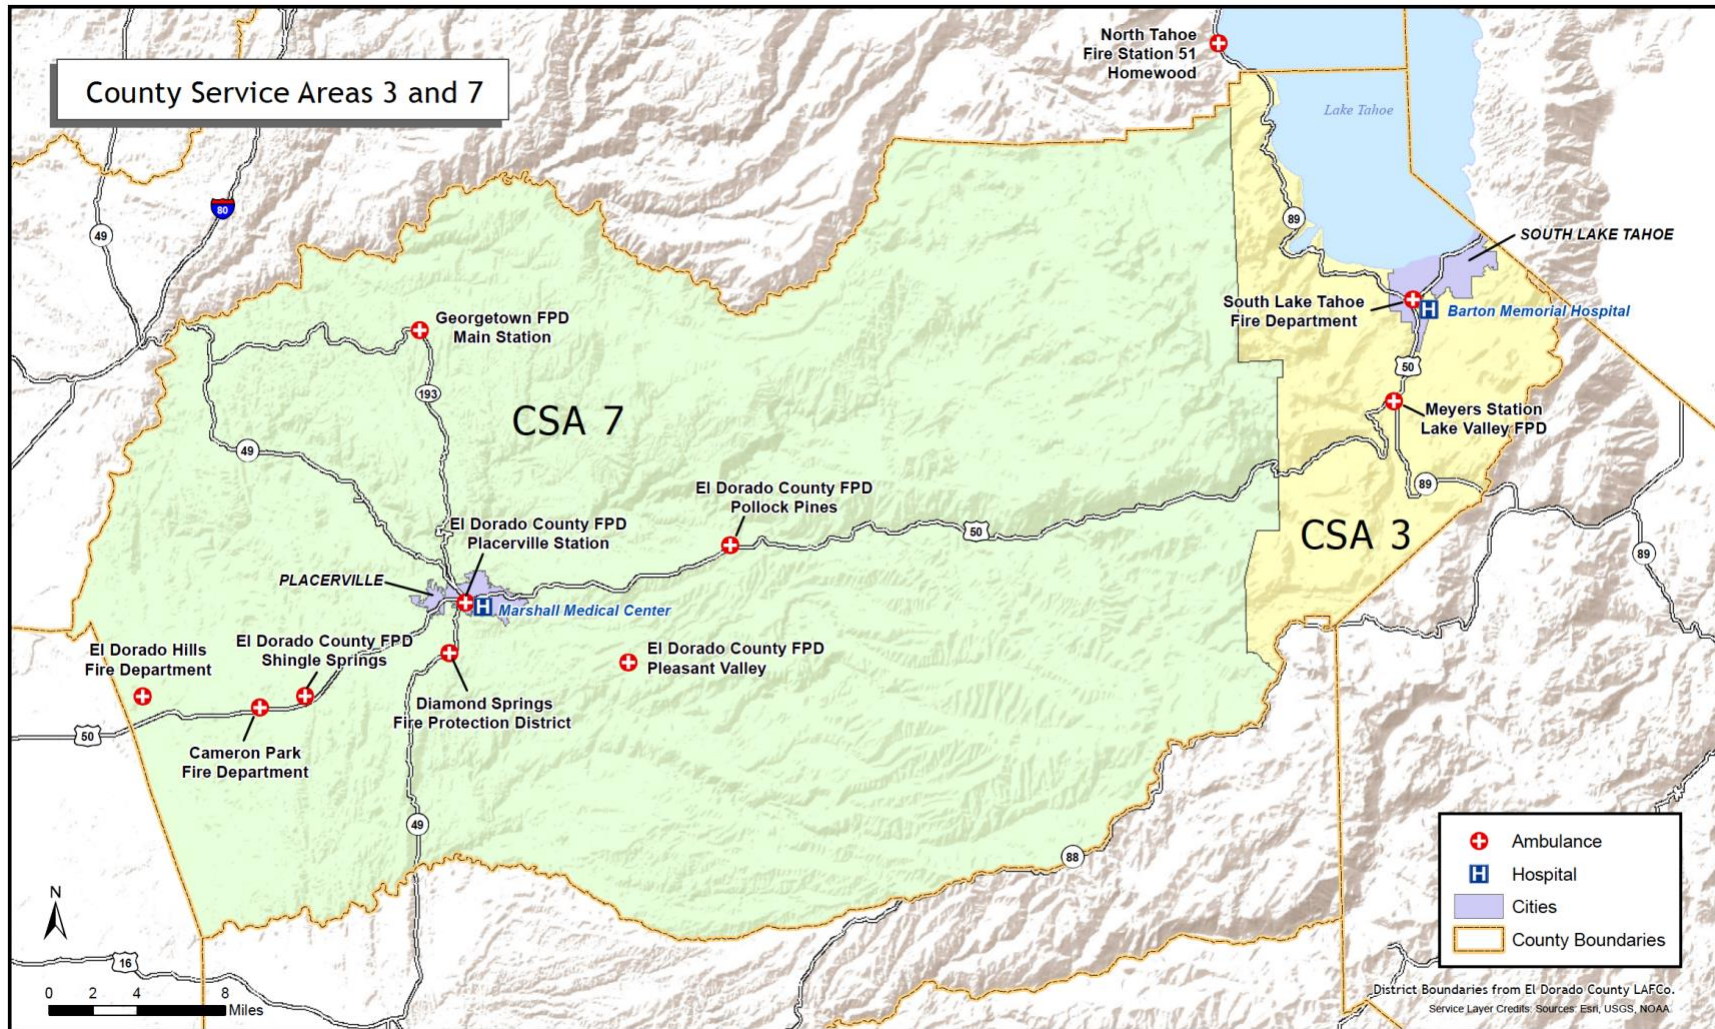 County Service Areas 3 and 7
North Tahoe
Fire Station 51
Homewood
Lake Tahoe
80
49
89
SOUTH LAKE TAHOE
South Lake Tahoe
Fire Department
Barton Memorial Hospital
Georgetown FPD
Main Station
50
193
CSA 7
Meyers Station
Lake Valley FPD
49
89
El Dorado County FPD
Pollock Pines
El Dorado County FPD
Placerville Station
50
CSA 3
89
PLACERVILLE
Marshall Medical Center
El Dorado Hills
Fire Department
El Dorado County FPD
Shingle Springs
El Dorado County FPD
Pleasant Valley
Diamond Springs
Fire Protection District
50
Cameron Park
Fire Department
49
88
H Ambulance
H Hospital
Cities
County Boundaries
N
16
0 2 4 8
Miles
District Boundaries from El Dorado County LAFCo.
Service Layer Credits: Sources: Esri, USGS, NOAA